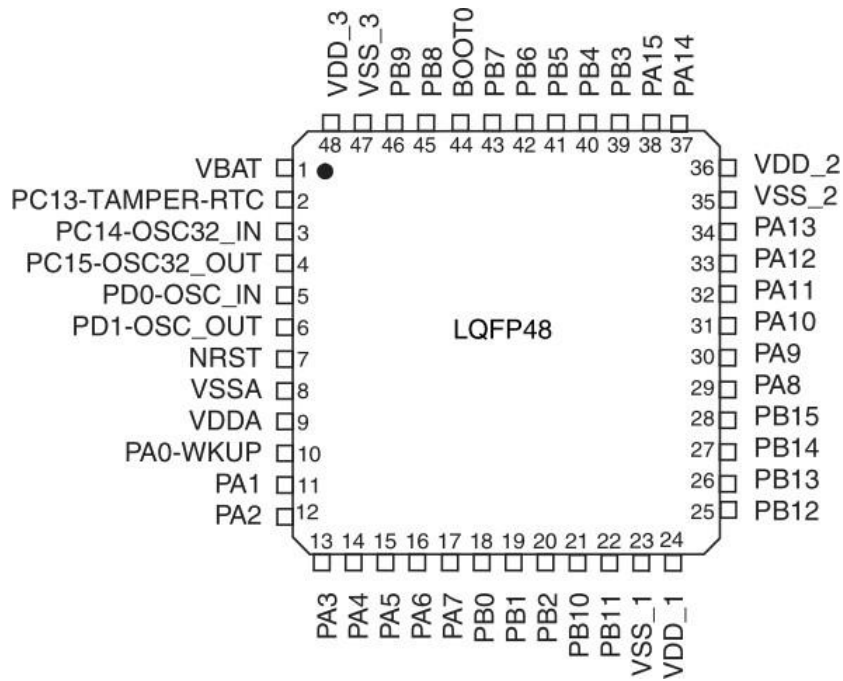 VDD_3
VSS_3
PB9
PB8
BOOT0
PB7
PB6
PB5
PB4
PB3
PA15
PA14
48 47 46 45 44 43 42 41 40 39 38 37
VBAT 1
PC13-TAMPER-RTC 2
PC14-OSC32_IN 3
PC15-OSC32_OUT 4
PD0-OSC_IN 5
PD1-OSC_OUT 6
NRST 7
VSSA 8
VDDA 9
PA0-WKUP 10
PA1 11
PA2 12
LQFP48
36 VDD_2
35 VSS_2
34 PA13
33 PA12
32 PA11
31 PA10
30 PA9
29 PA8
28 PB15
27 PB14
26 PB13
25 PB12
13 14 15 16 17 18 19 20 21 22 23 24
PA3
PA4
PA5
PA6
PA7
PB0
PB1
PB2
PB10
PB11
VSS_1
VDD_1